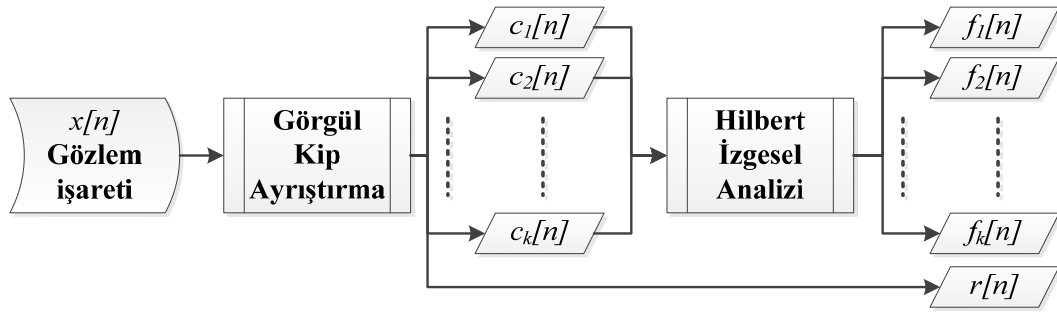 x[n]
Gözlem
işareti
Görgül
Kip
Ayrıştırma
c1[n]
c2[n]
ck[n]
Hilbert
İzgesel
Analizi
f1[n]
f2[n]
fk[n]
r[n]